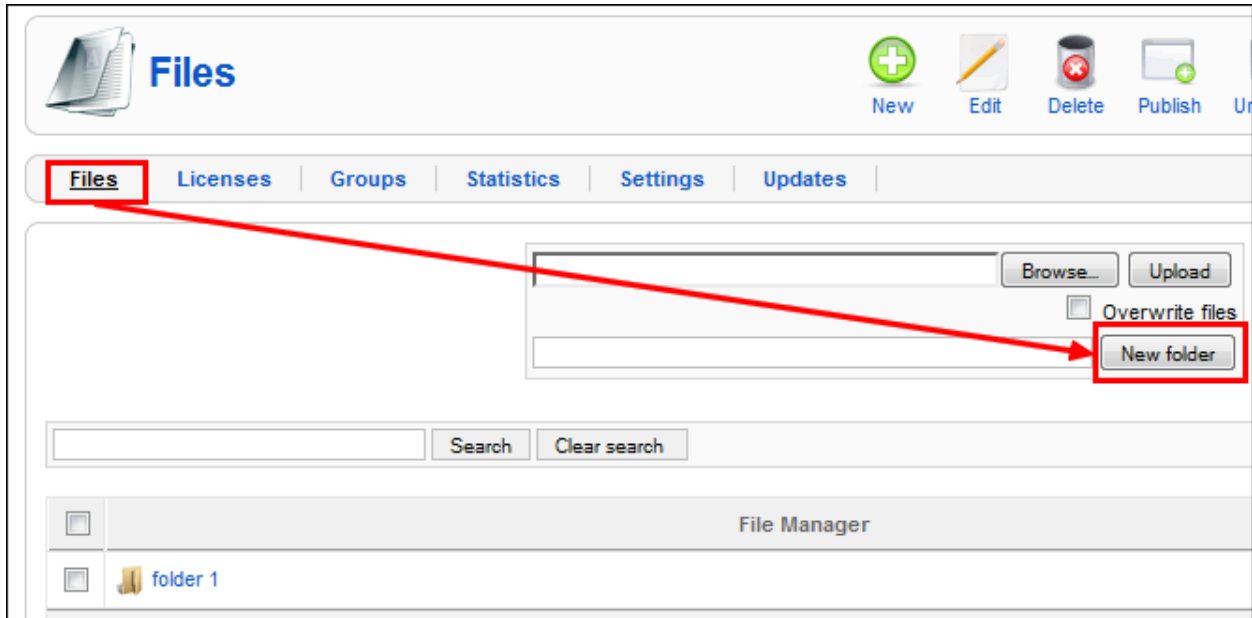 Files
New Edit Delete Publish Un
Files Licenses Groups Statistics Settings Updates
Browse... Upload
Overwrite files
New folder
Search Clear search
File Manager
folder 1